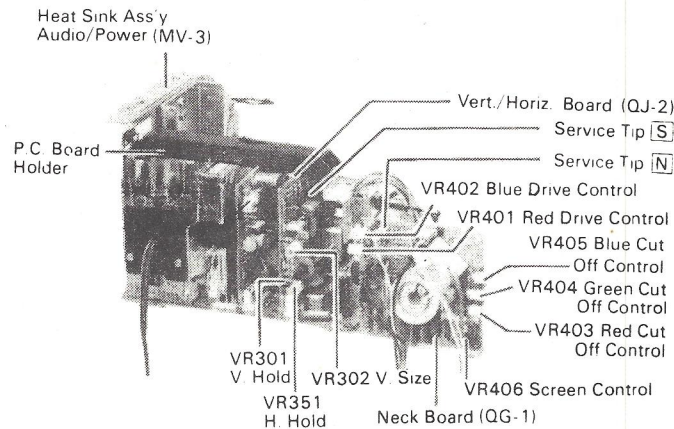 Heat Sink Ass'y
Audio/Power (MV-3)
Vert./Horiz. Board (QJ-2)
Service Tip S
P.C. Board
Holder
Service Tip N
VR402 Blue Drive Control
VR401 Red Drive Control
VR405 Blue Cut
Off Control
VR404 Green Cut
Off Control
VR403 Red Cut
Off Control
VR301
V. Hold
VR302 V. Size
VR351
H. Hold
VR406 Screen Control
Neck Board (QG-1)